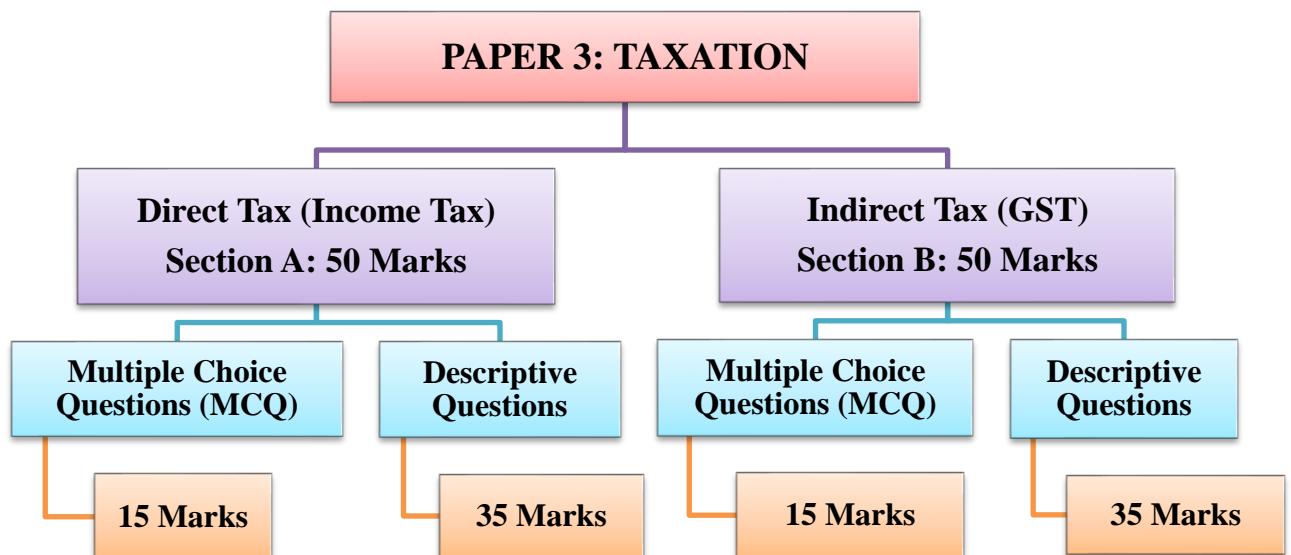 PAPER 3: TAXATION
Direct Tax (Income Tax)
Section A: 50 Marks
Indirect Tax (GST)
Section B: 50 Marks
Multiple Choice
Questions (MCQ)
Descriptive
Questions
Multiple Choice
Questions (MCQ)
Descriptive
Questions
15 Marks
35 Marks
15 Marks
35 Marks